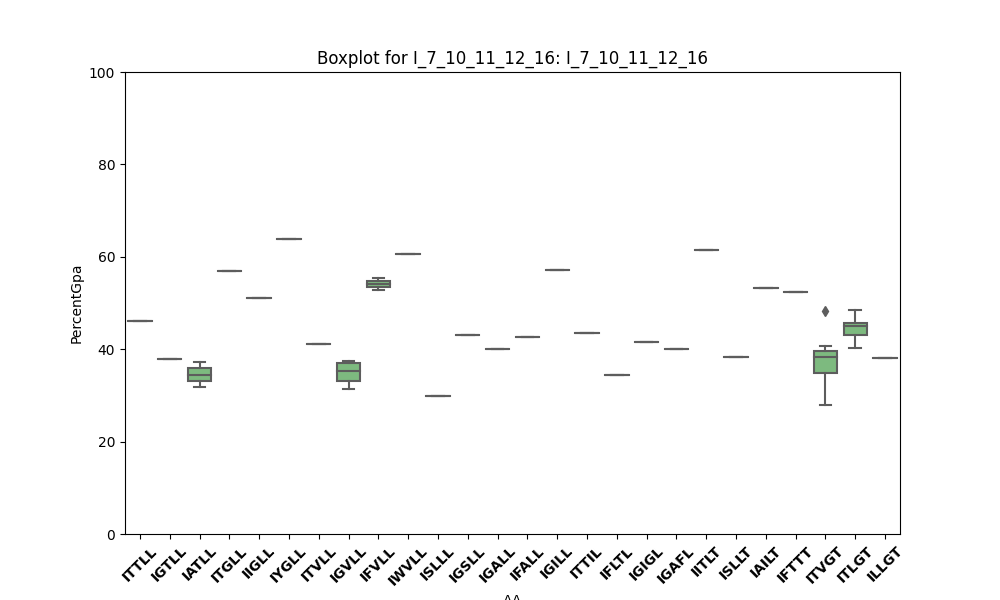 Boxplot for I_7_10_11_12_16: I_7_10_11_12_16
100
80
60
40
20
0
PercentGpa
ITTLL IGTLL IATLL ITGLL IIGLL IYGLL ITVLL IGVLL IFVLL IWVLL ISLLL IGSLL IGALL IFALL IGILL ITTIL IFLTL IGIGL IGAFL IITLT ISLLT IAILT IFTTT ITVGT ITLGT ILLGT
AA